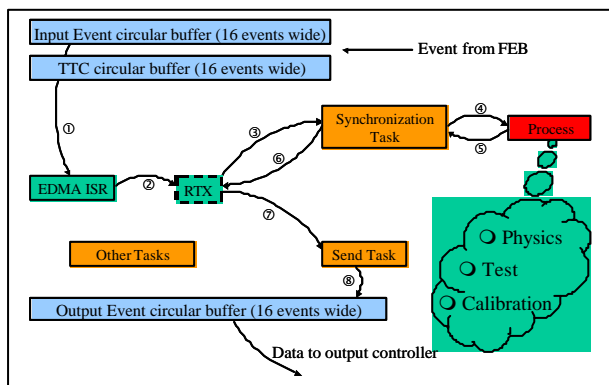 Input Event circular buffer (16 events wide)
Event from FEB
TTC circular buffer (16 events wide)
①
③
Synchronization
Task
④
Process
⑤
⑥
EDMA ISR
②
RTX
⑦
Physics
Other Tasks
Send Task
Test
⑧
Calibration
Output Event circular buffer (16 events wide)
Data to output controller